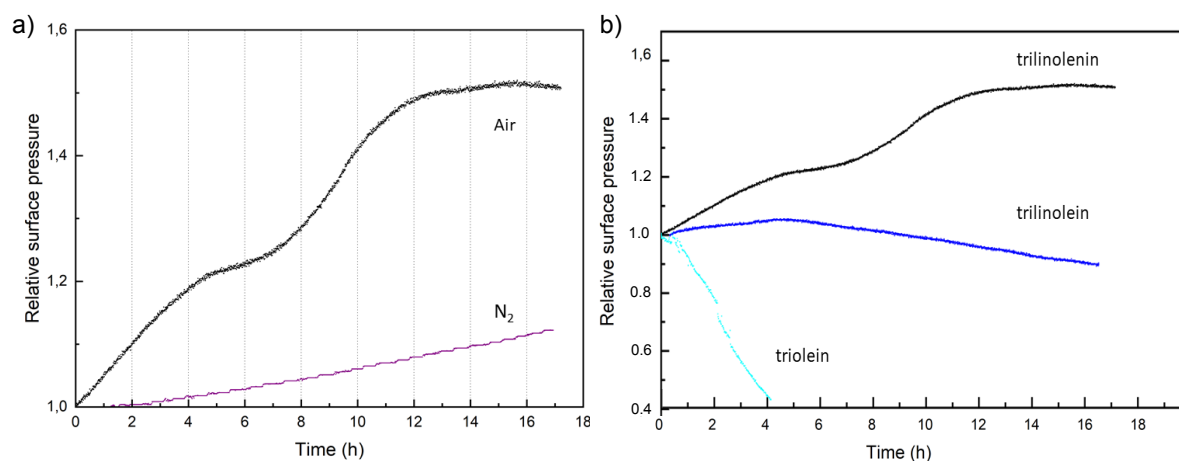 a)
Relative surface pressure
1,6
1,4
1,2
1,0
Air
N2
0 2 4 6 8 10 12 14 16 18
Time (h)
b)
Relative surface pressure
1.6
1.4
1.2
1.0
0.8
0.6
0.4
trilinolenin
trilinolein
triolein
0 2 4 6 8 10 12 14 16 18
Time (h)